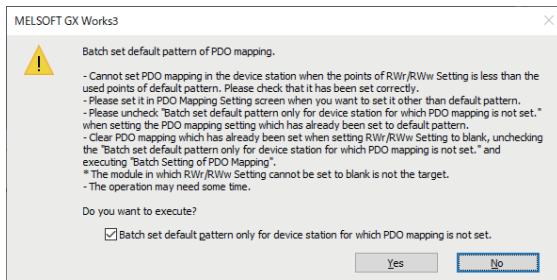 MELSOFT GX Works3
Batch set default pattern of PDO mapping.
- Cannot set PDO mapping in the device station when the points of RWr/RWw Setting is less than the
used points of default pattern. Please check that it has been set correctly.
- Please set it in PDO Mapping Setting screen when you want to set it other than default pattern.
- Please uncheck "Batch set default pattern only for device station for which PDO mapping is not set."
when setting the PDO mapping setting which has already been set to default pattern.
- Clear PDO mapping which has already been set when setting RWr/RWw Setting to blank, unchecking
the "Batch set default pattern only for device station for which PDO mapping is not set." and
executing "Batch Setting of PDO Mapping".
* The module in which RWr/RWw Setting cannot be set to blank is not the target.
- The operation may need some time.
Do you want to execute?
Batch set default pattern only for device station for which PDO mapping is not set.
Yes
No